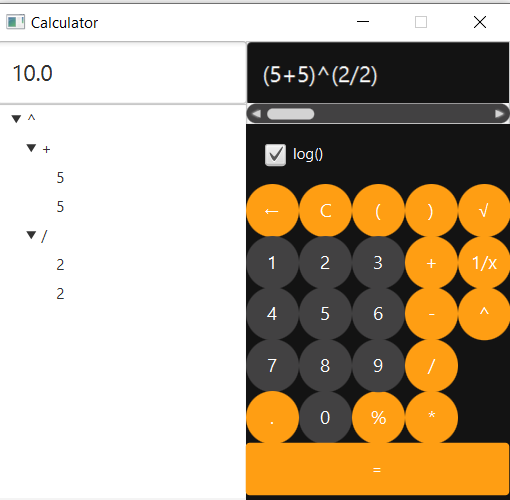 Calculator
10.0
(5+5)^(2/2)
^
+
5
5
/
2
2
log()
← C ( ) √
1 2 3 + 1/x
4 5 6 - ^
7 8 9 /
. 0 % *
=